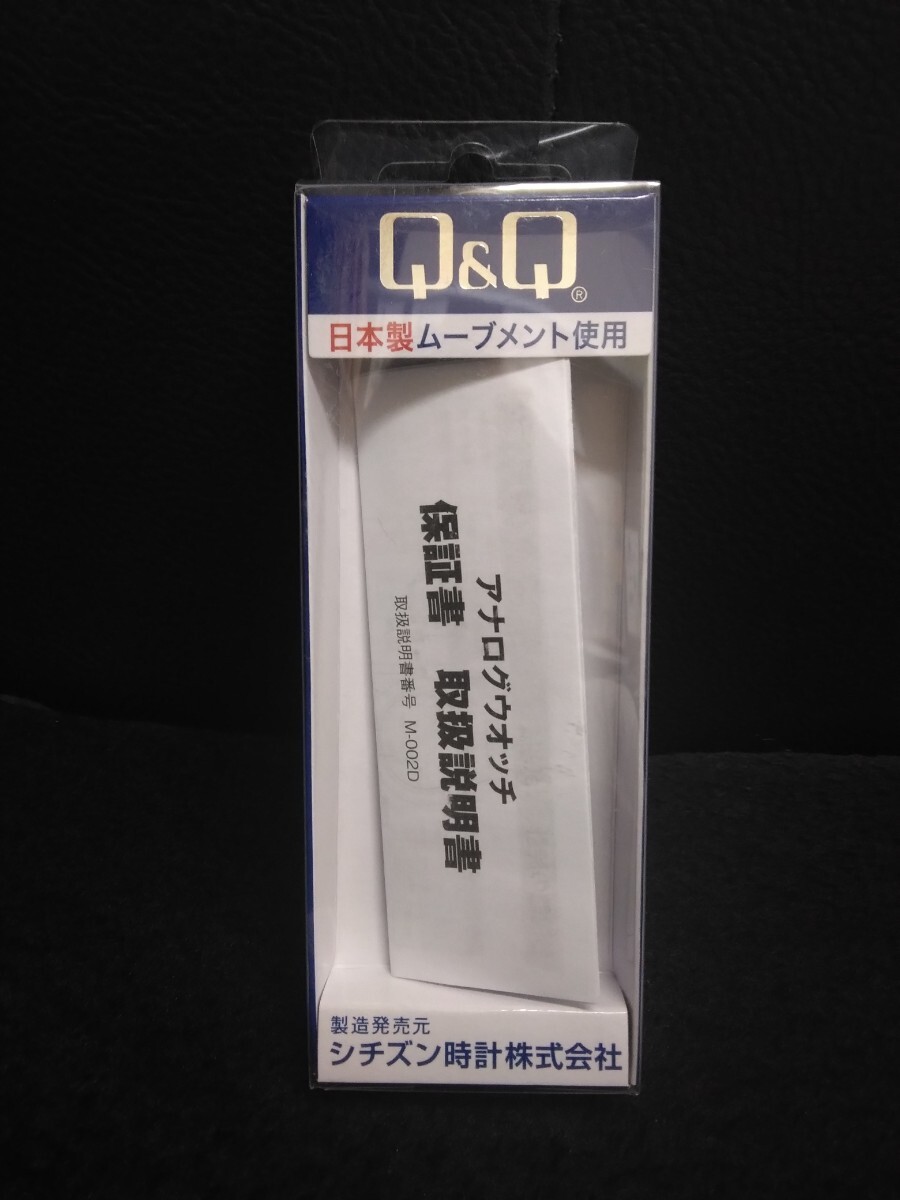 Q&Q®
日本製ムーブメント使用
アナログウオッチ
保証書 取扱説明書
取扱説明書番号 M-002D
製造発売元
シチズン時計株式会社